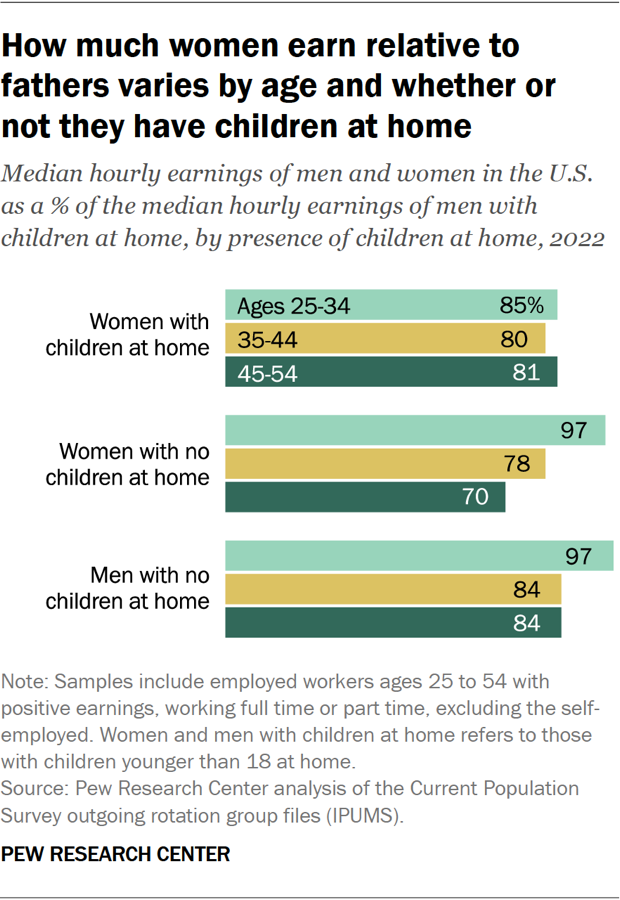 How much women earn relative to
fathers varies by age and whether or
not they have children at home
Median hourly earnings of men and women in the U.S.
as a % of the median hourly earnings of men with
children at home, by presence of children at home, 2022
Women with
children at home
Ages 25-34 85%
35-44 80
45-54 81
Women with no
children at home
97
78
70
Men with no
children at home
97
84
84
Note: Samples include employed workers ages 25 to 54 with
positive earnings, working full time or part time, excluding the self-
employed. Women and men with children at home refers to those
with children younger than 18 at home.
Source: Pew Research Center analysis of the Current Population
Survey outgoing rotation group files (IPUMS).
PEW RESEARCH CENTER